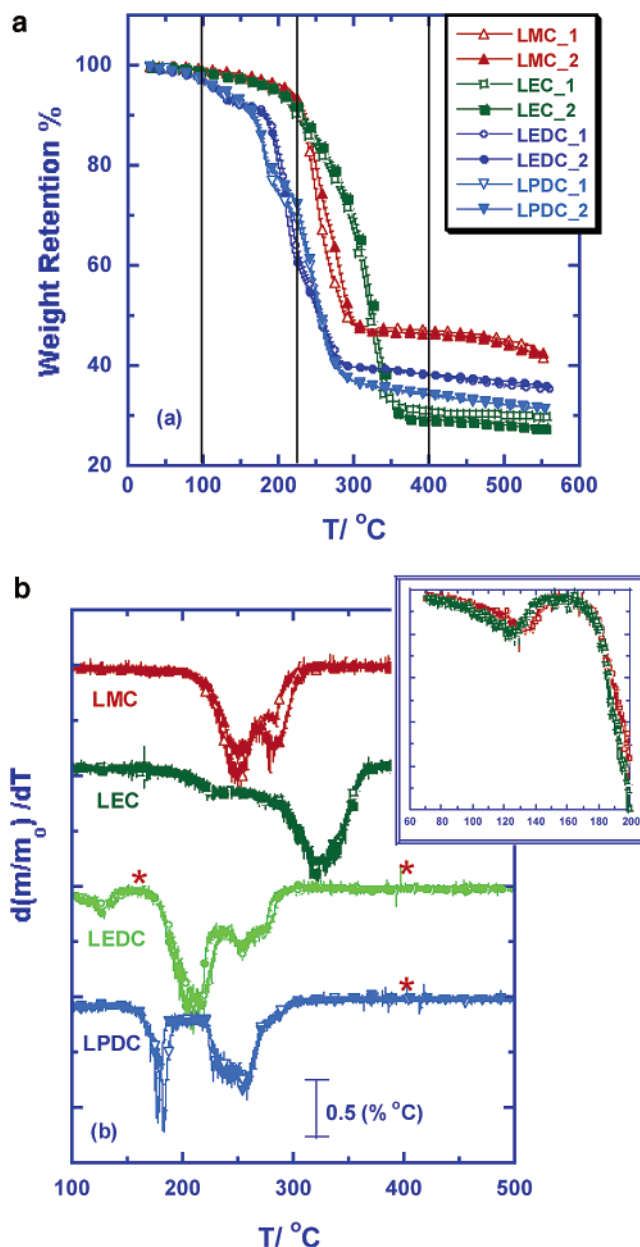 a
100
80
60
40
20
Weight Retention %
LMC_1
LMC_2
LEC_1
LEC_2
LEDC_1
LEDC_2
LPDC_1
LPDC_2
(a)
0 100 200 300 400 500 600
T/ °C
b
d(m/m₀) /dT
LMC
LEC
*
*
LEDC
*
LPDC
0.5 (% °C)
(b)
60 80 100 120 140 160 180 200
100 200 300 400 500
T/ °C